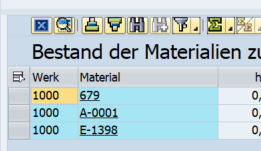 Bestand der Materialien zu
Werk Material
1000 679
1000 A-0001
1000 E-1398